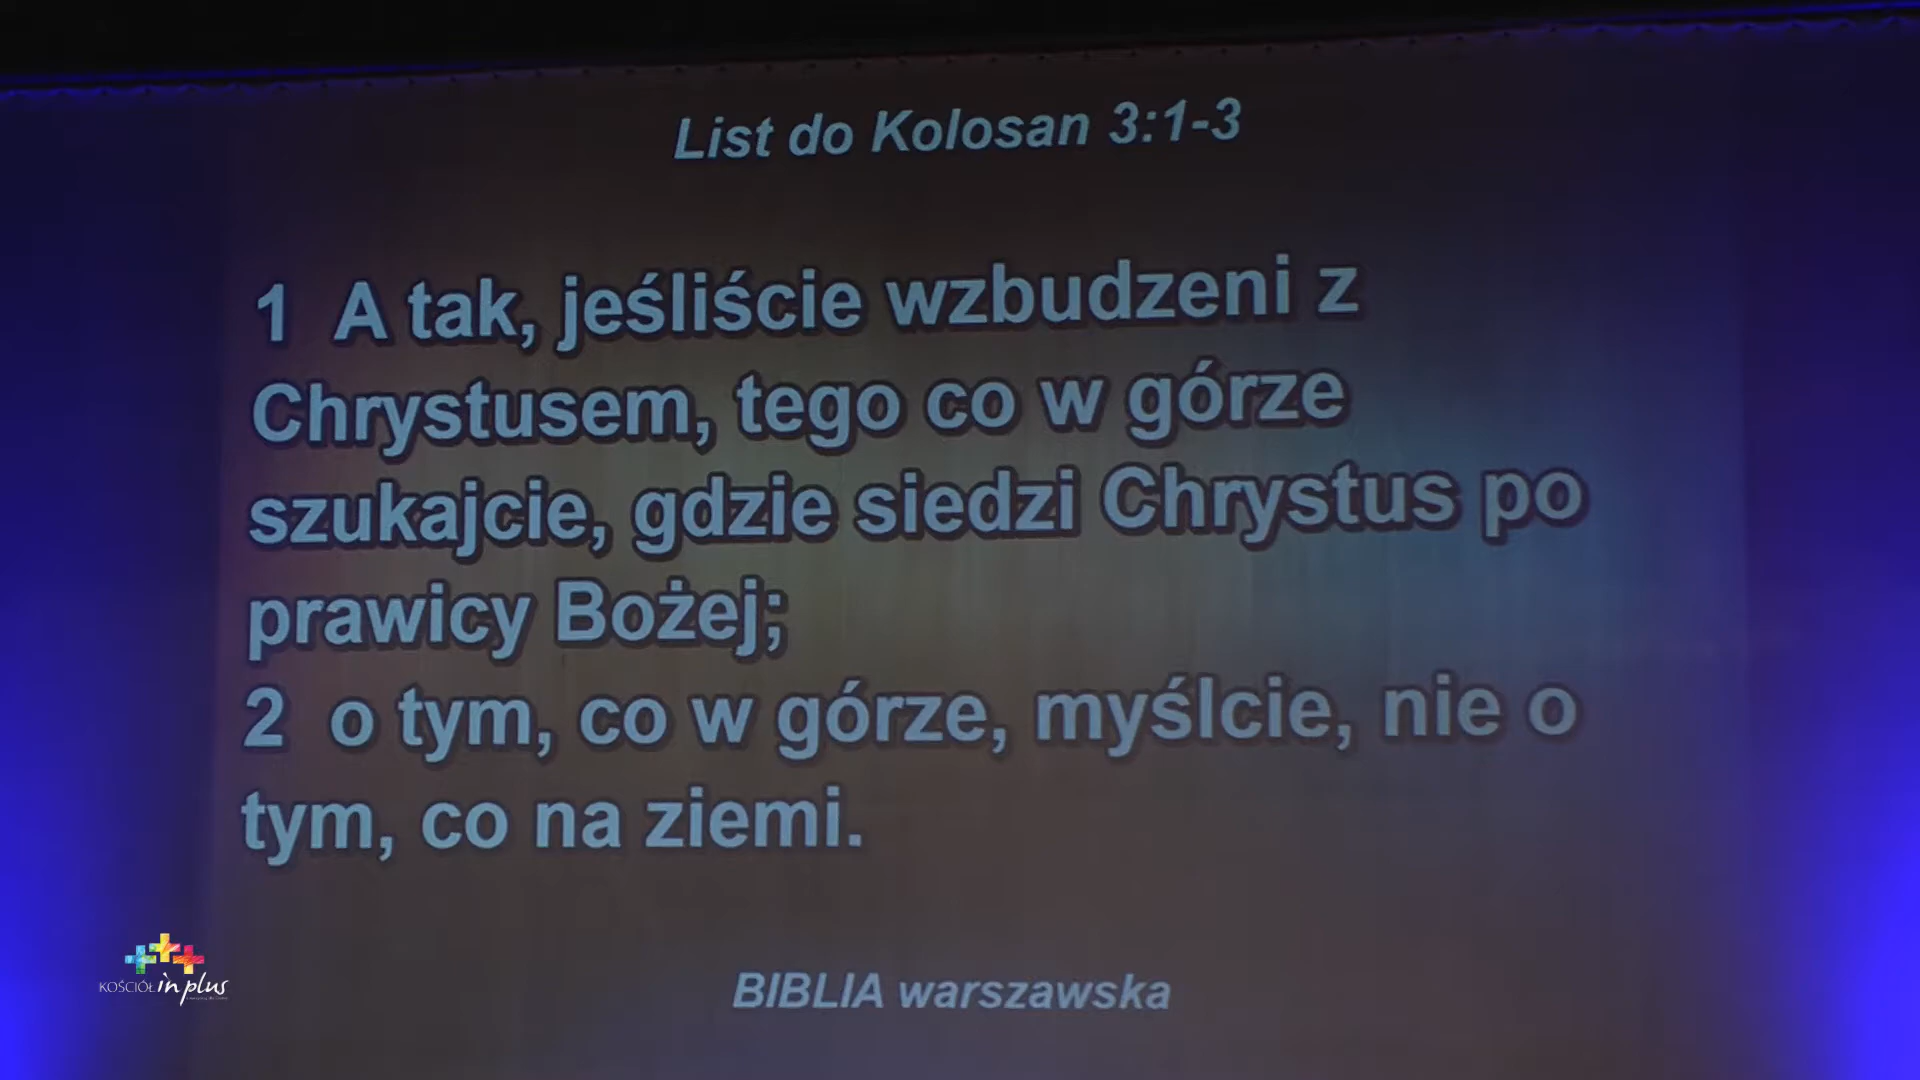 List do Kolosan 3:1-3
1 A tak, jeśliście wzbudzeni z
Chrystusem, tego co w górze
szukajcie, gdzie siedzi Chrystus po
prawicy Bożej;
2 o tym, co w górze, myślcie, nie o
tym, co na ziemi.
BIBLIA warszawska
KOŚCIÓŁ in plus